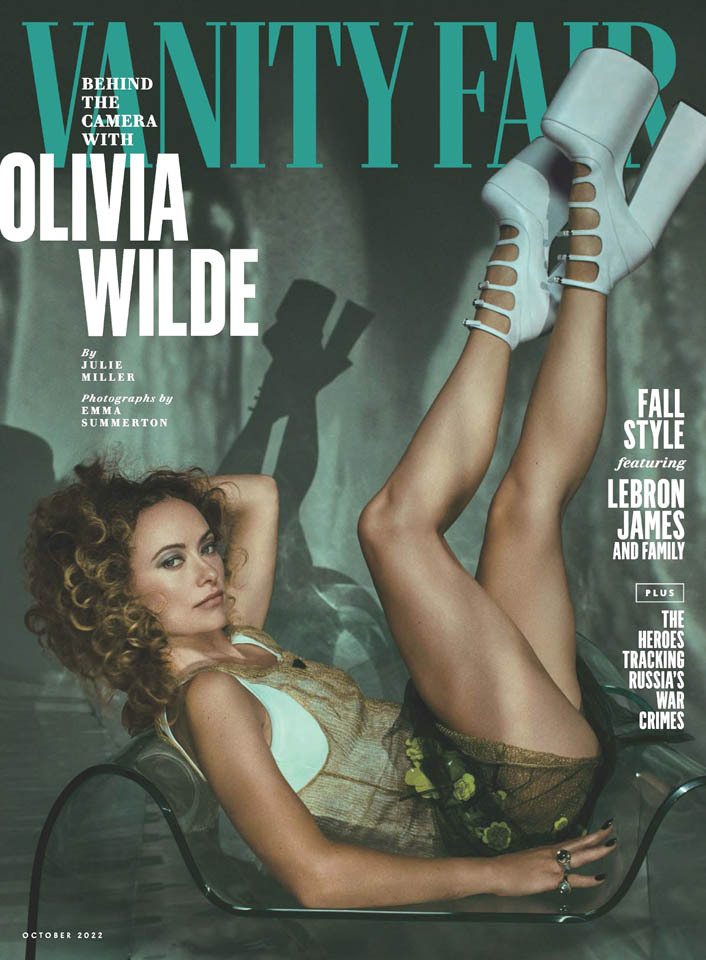 VANITY FAIR
BEHIND
THE
CAMERA
WITH
OLIVIA
WILDE
By
JULIE
MILLER
Photographs by
EMMA
SUMMERTON
FALL
STYLE
featuring
LEBRON
JAMES
AND FAMILY
PLUS
THE
HEROES
TRACKING
RUSSIA'S
WAR
CRIMES
OCTOBER 2022